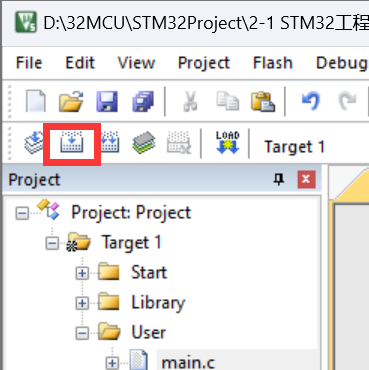 D:\32MCU\STM32Project\2-1 STM32工程
File Edit View Project Flash Debug
LOAD Target 1
Project
Project: Project
Target 1
Start
Library
User
main.c